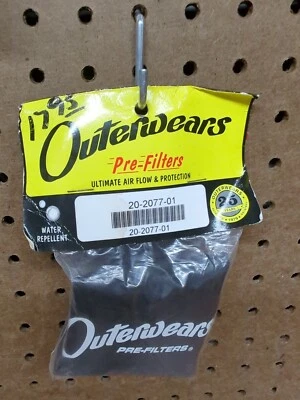 17 95
Outerwears
Pre-Filters
ULTIMATE AIR FLOW & PROTECTION
WATER
REPELLENT
20-2077-01
20-2077-01
25
Outerwears
PRE-FILTERS®